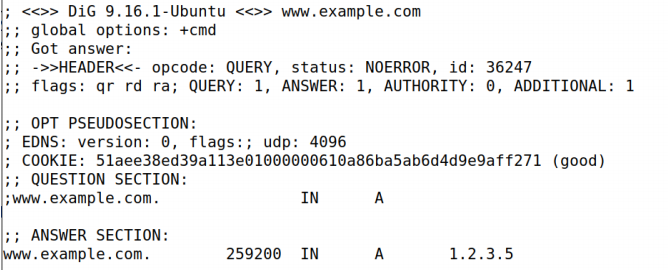 ; <<>> DiG 9.16.1-Ubuntu <<>> www.example.com
;; global options: +cmd
;; Got answer:
;; ->>HEADER<<- opcode: QUERY, status: NOERROR, id: 36247
;; flags: qr rd ra; QUERY: 1, ANSWER: 1, AUTHORITY: 0, ADDITIONAL: 1

;; OPT PSEUDOSECTION:
; EDNS: version: 0, flags:; udp: 4096
; COOKIE: 51aee38ed39a113e01000000610a86ba5ab6d4d9e9aff271 (good)
;; QUESTION SECTION:
;www.example.com.                IN      A

;; ANSWER SECTION:
www.example.com.        259200  IN      A       1.2.3.5